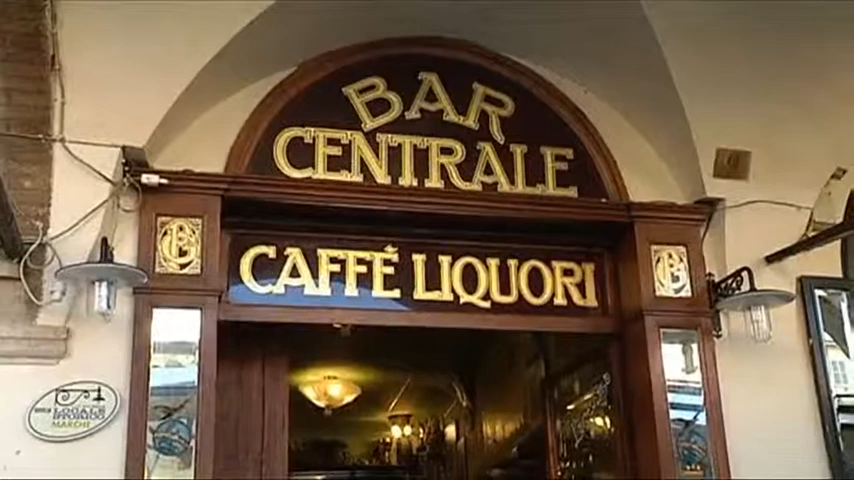 BAR
CENTRALE
CAFFÈ LIQUORI
LOCALE
STORICO
MARCHE